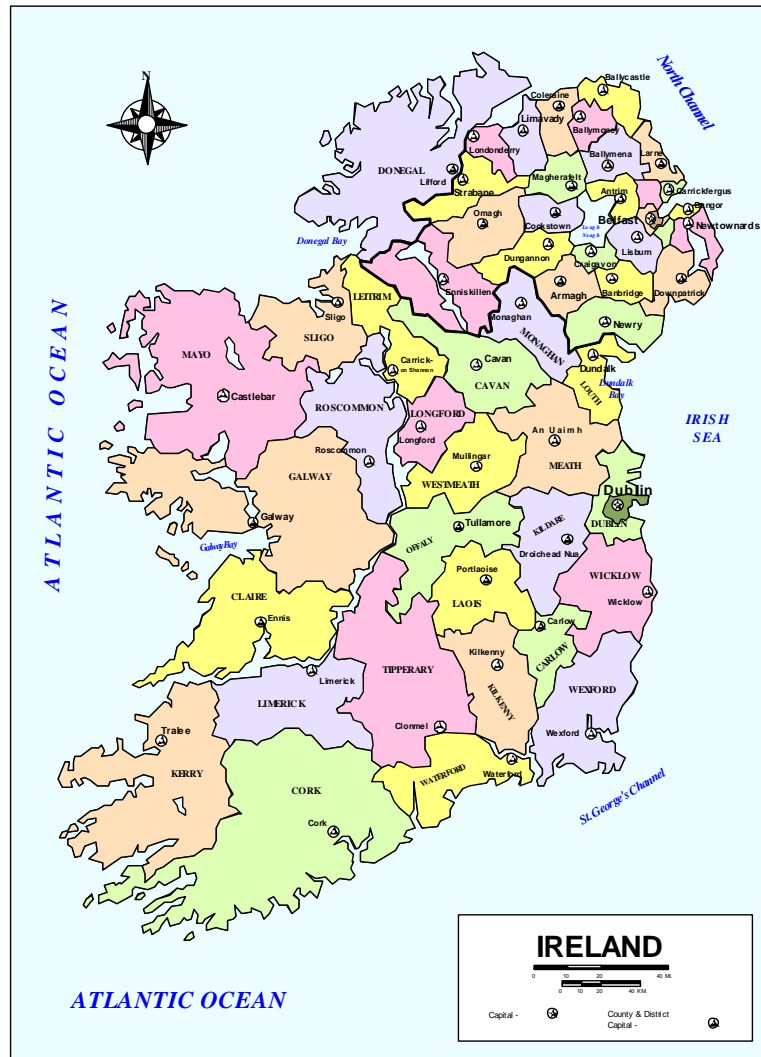 N
North Channel
Ballycastle
Coleraine
Limavady
Ballymoney
Londonderry
Ballymena
Larne
DONEGAL
Lifford
Strabane
Magherafelt
Antrim
Carrickfergus
Bangor
Omagh
Cookstown
Lough
Neagh
Belfast
Newtownards
Lisburn
Donegal Bay
Dungannon
Craigavon
Enniskillen
Armagh
Banbridge
Downpatrick
LEITRIM
Sligo
Monaghan
Newry
SLIGO
MONAGHAN
MAYO
Carrick-
on Shannon
Cavan
CAVAN
Dundalk
Dundalk
Bay
LOUTH
Castlebar
ROSCOMMON
LONGFORD
Longford
An Uaimh
MEATH
IRISH
SEA
ATLANTIC OCEAN
Roscommon
Mullingar
WESTMEATH
GALWAY
Dublin
DUBLIN
Galway
Galway Bay
Tullamore
OFFALY
KILDARE
Droichead Nua
Portlaoise
LAOIS
WICKLOW
Wicklow
CLAIRE
Ennis
Carlow
CARLOW
Kilkenny
KILKENNY
TIPPERARY
Limerick
LIMERICK
WEXFORD
Wexford
Clonmel
Tralee
KERRY
WATERFORD
Waterford
CORK
Cork
St. George's Channel
ATLANTIC OCEAN
IRELAND
0 10 20 40 MI.
0 10 20 40 KM.
Capital -
County & District
Capital -